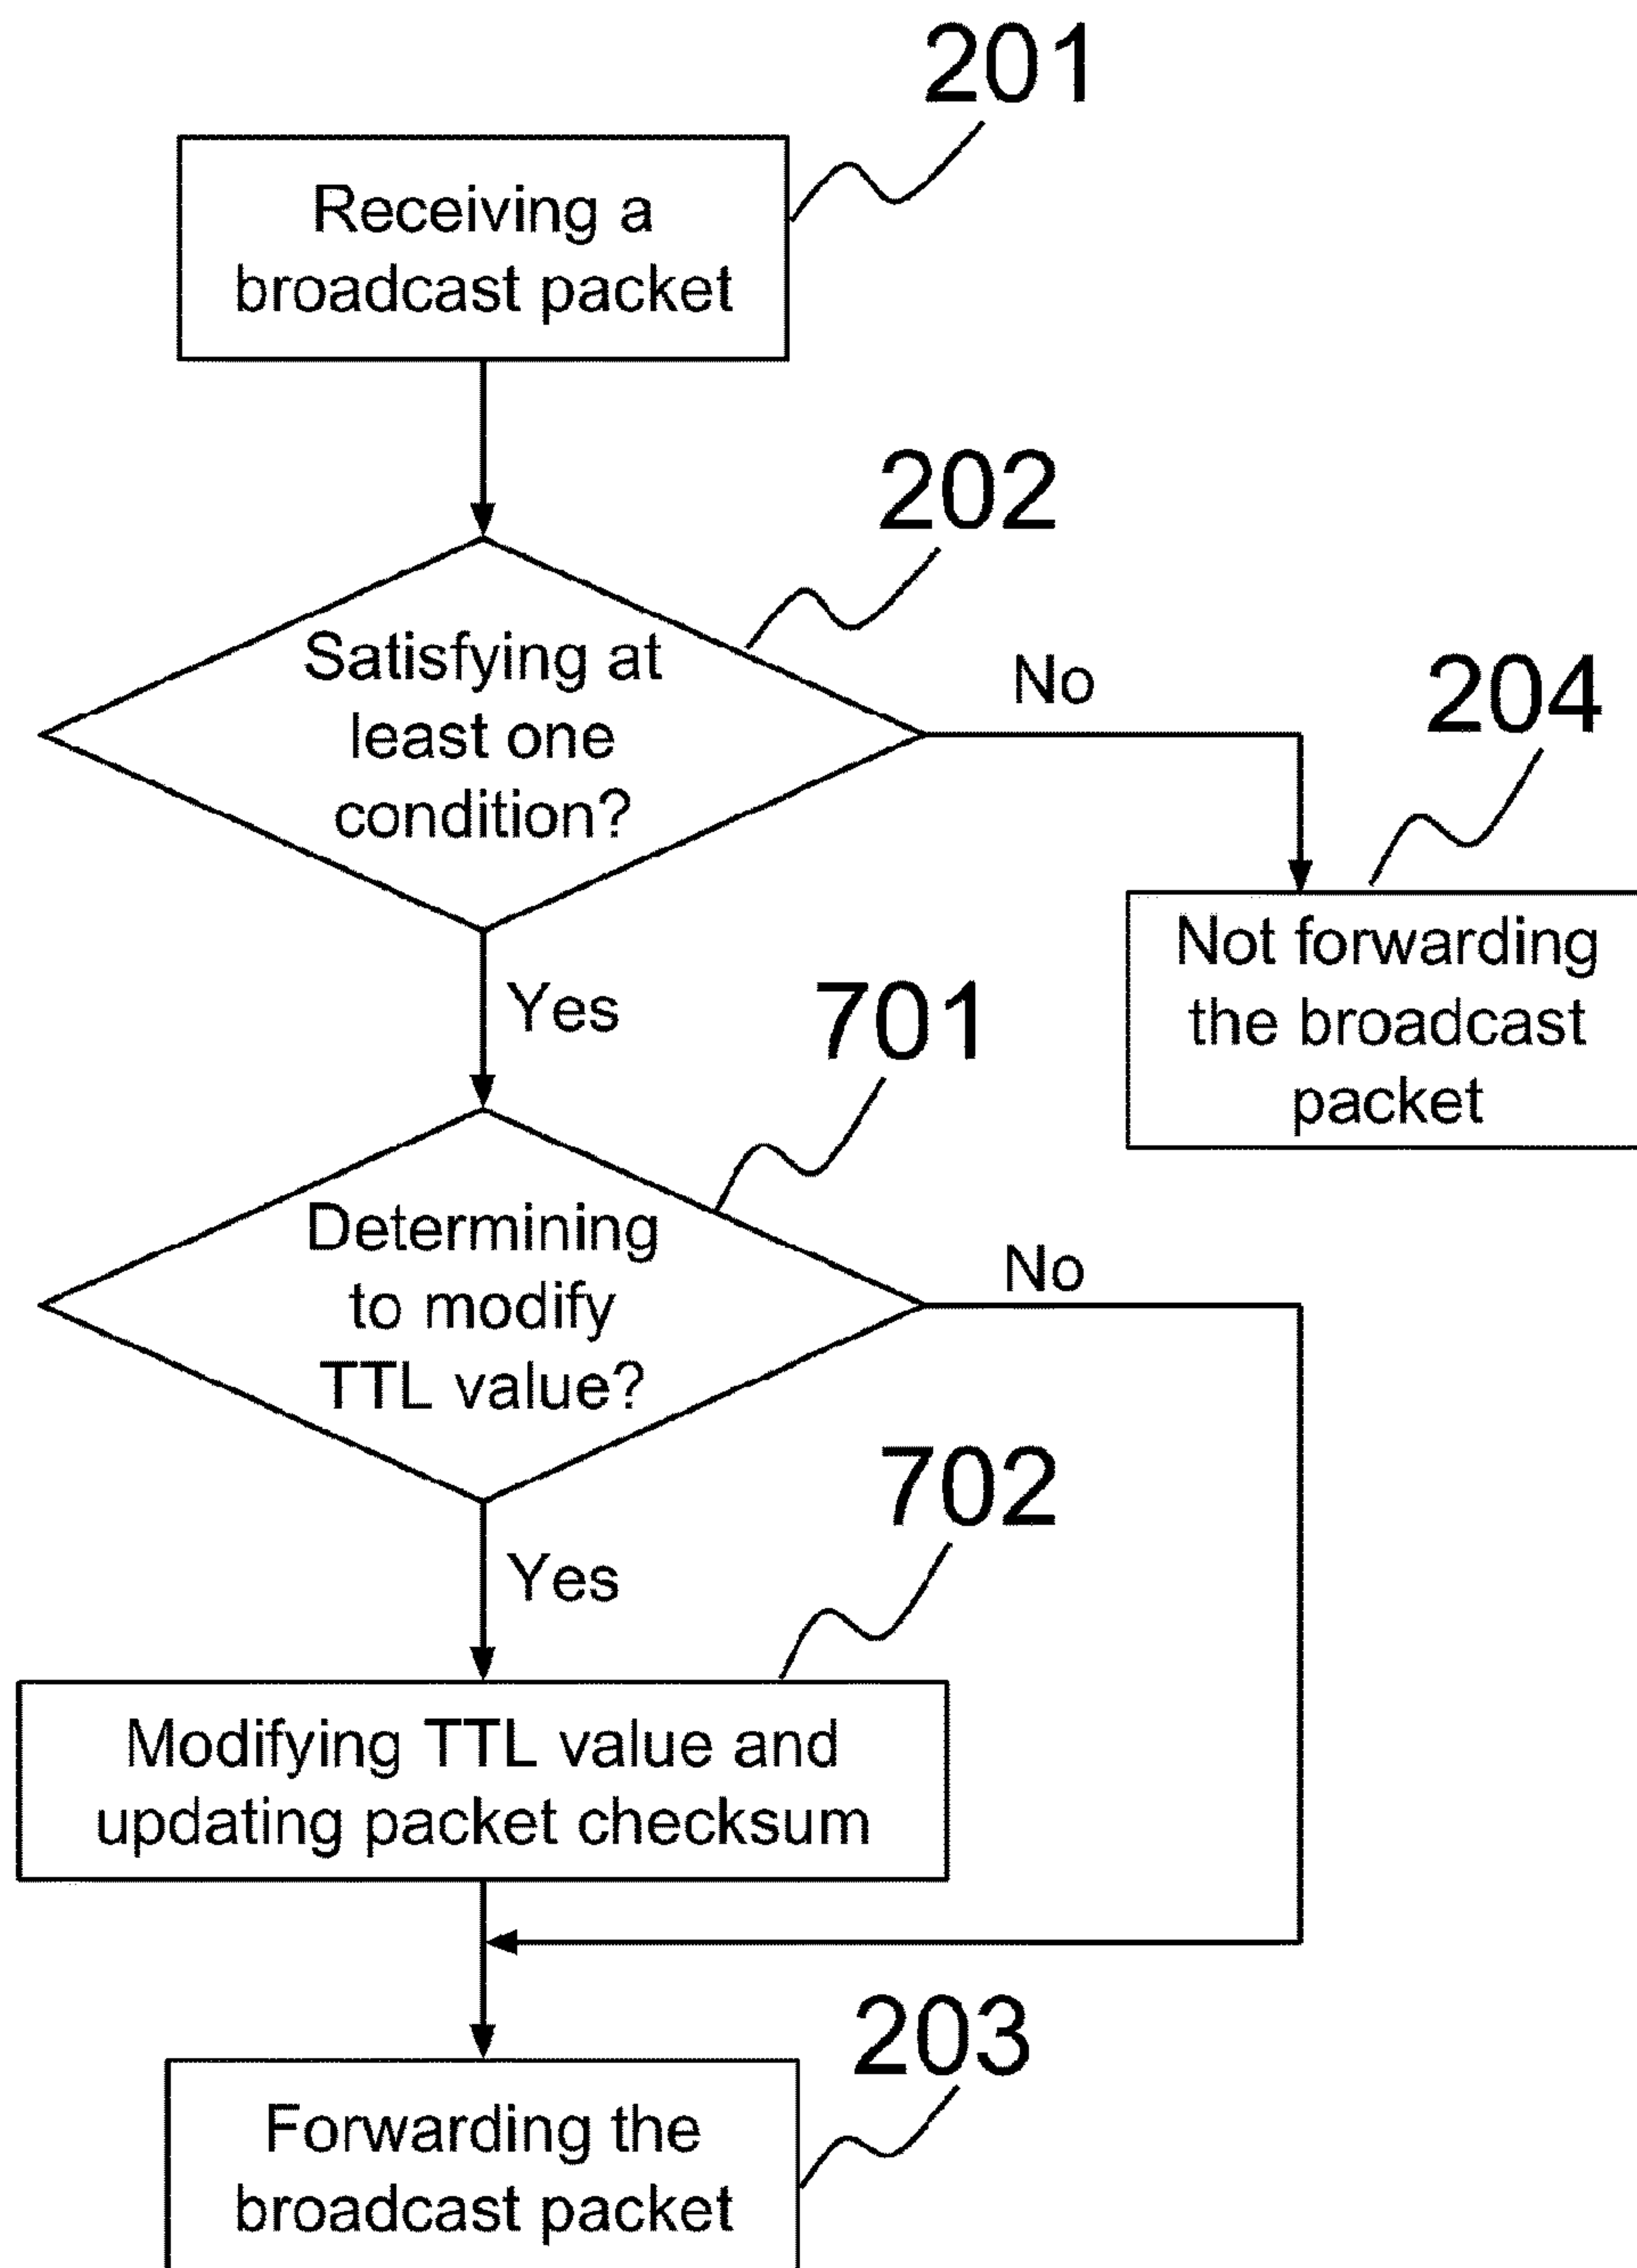 201
Receiving a
broadcast packet
202
Satisfying at
least one
condition?
No
204
Not forwarding
the broadcast
packet
Yes
701
Determining
to modify
TTL value?
No
702
Yes
Modifying TTL value and
updating packet checksum
203
Forwarding the
broadcast packet